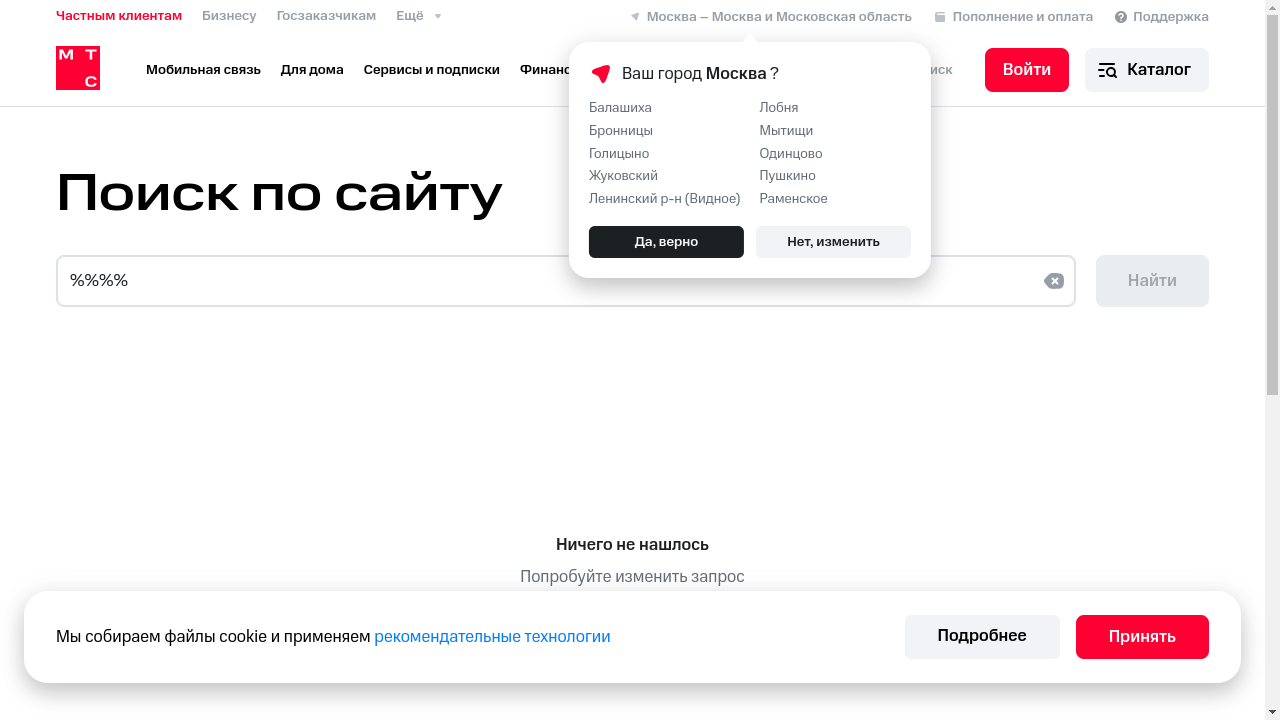 Частным клиентам Бизнесу Госзаказчикам Ещё Москва – Москва и Московская область Пополнение и оплата Поддержка
МТС
Мобильная связь Для дома Сервисы и подписки Финанс иск Войти Каталог
Ваш город Москва ?
Балашиха Лобня
Бронницы Мытищи
Голицыно Одинцово
Жуковский Пушкино
Ленинский р-н (Видное) Раменское
Да, верно Нет, изменить
Поиск по сайту
%%%% Найти
Ничего не нашлось
Попробуйте изменить запрос
Мы собираем файлы cookie и применяем рекомендательные технологии Подробнее Принять